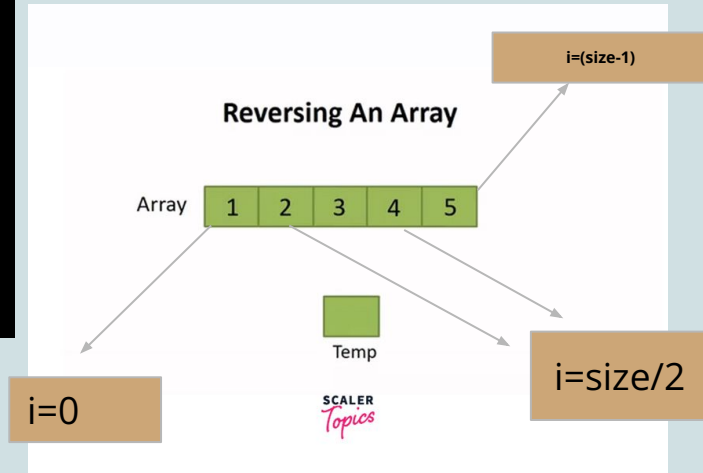 i=(size-1)
Reversing An Array
Array 1 2 3 4 5
Temp
i=size/2
i=0
SCALER
Topics